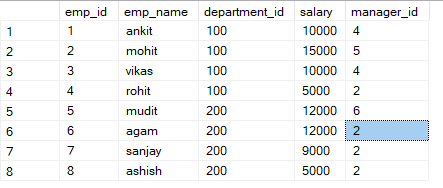 emp_id emp_name department_id salary manager_id
1 1 ankit 100 10000 4
2 2 mohit 100 15000 5
3 3 vikas 100 10000 4
4 4 rohit 100 5000 2
5 5 mudit 200 12000 6
6 6 agam 200 12000 2
7 7 sanjay 200 9000 2
8 8 ashish 200 5000 2